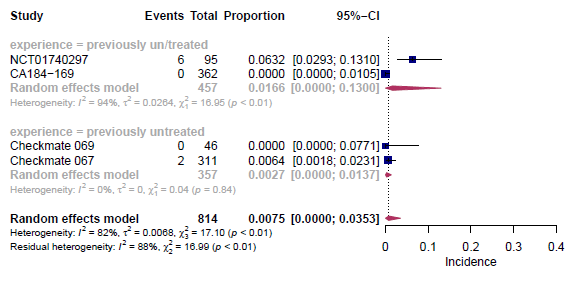 Study Events Total Proportion 95%−CI
experience = previously un/treated
NCT01740297 6 95 0.0632 [0.0293; 0.1310]
CA184−169 0 362 0.0000 [0.0000; 0.0105]
Random effects model 457 0.0166 [0.0000; 0.1300]
Heterogeneity: I² = 94%, τ² = 0.0264, χ²₁ = 16.95 (p < 0.01)
experience = previously untreated
Checkmate 069 0 46 0.0000 [0.0000; 0.0771]
Checkmate 067 2 311 0.0064 [0.0018; 0.0231]
Random effects model 357 0.0027 [0.0000; 0.0137]
Heterogeneity: I² = 0%, τ² = 0, χ²₁ = 0.04 (p = 0.84)
Random effects model 814 0.0075 [0.0000; 0.0353]
Heterogeneity: I² = 82%, τ² = 0.0068, χ²₃ = 17.10 (p < 0.01)
Residual heterogeneity: I² = 88%, χ²₂ = 16.99 (p < 0.01)
0 0.1 0.2 0.3 0.4
Incidence